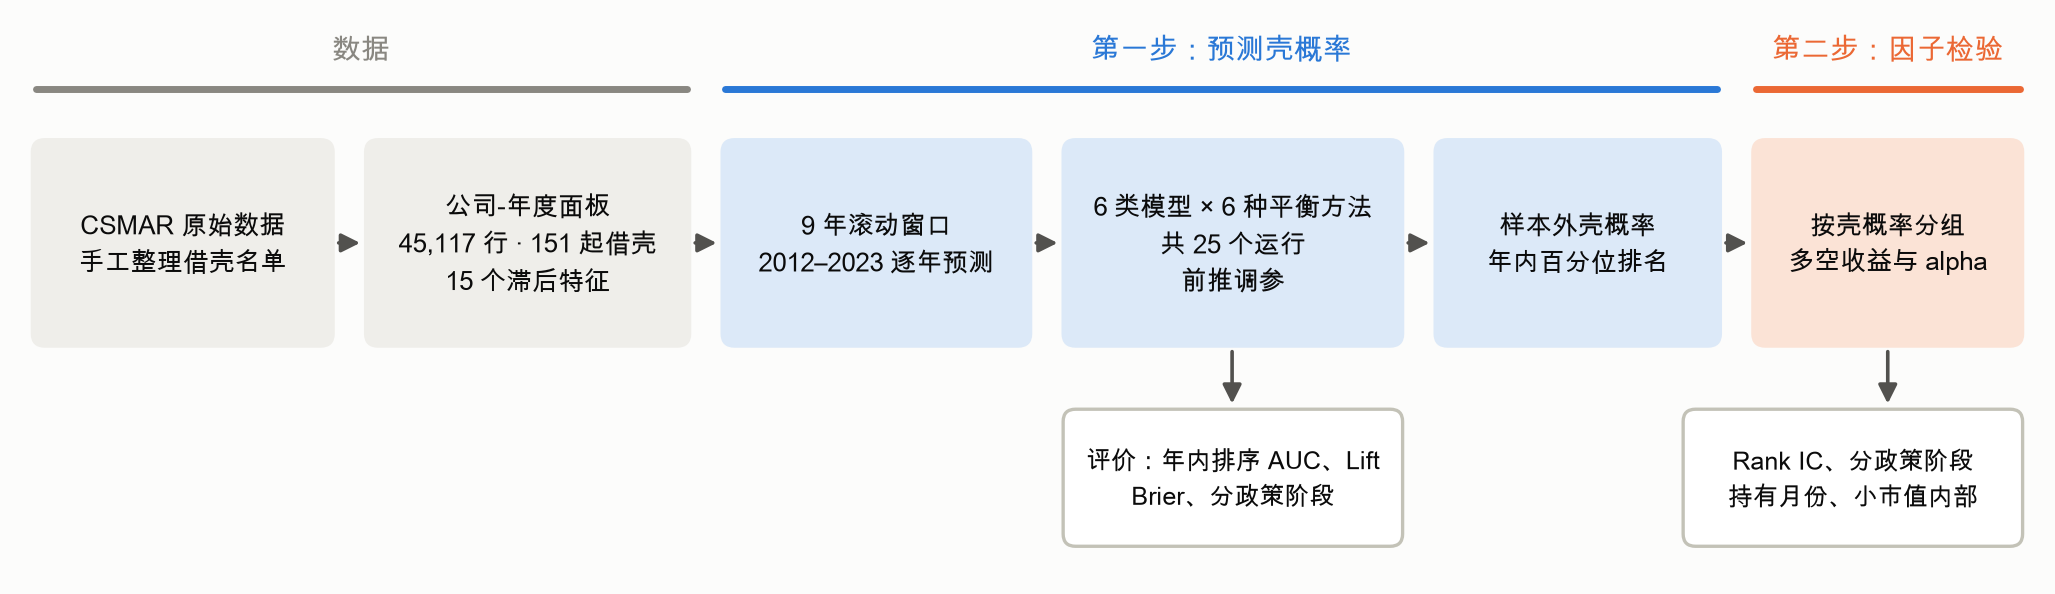 数据
第一步：预测壳概率
第二步：因子检验
CSMAR 原始数据
手工整理借壳名单
公司-年度面板
45,117 行 · 151 起借壳
15 个滞后特征
9 年滚动窗口
2012–2023 逐年预测
6 类模型 × 6 种平衡方法
共 25 个运行
前推调参
样本外壳概率
年内百分位排名
按壳概率分组
多空收益与 alpha
评价：年内排序 AUC、Lift
Brier、分政策阶段
Rank IC、分政策阶段
持有月份、小市值内部